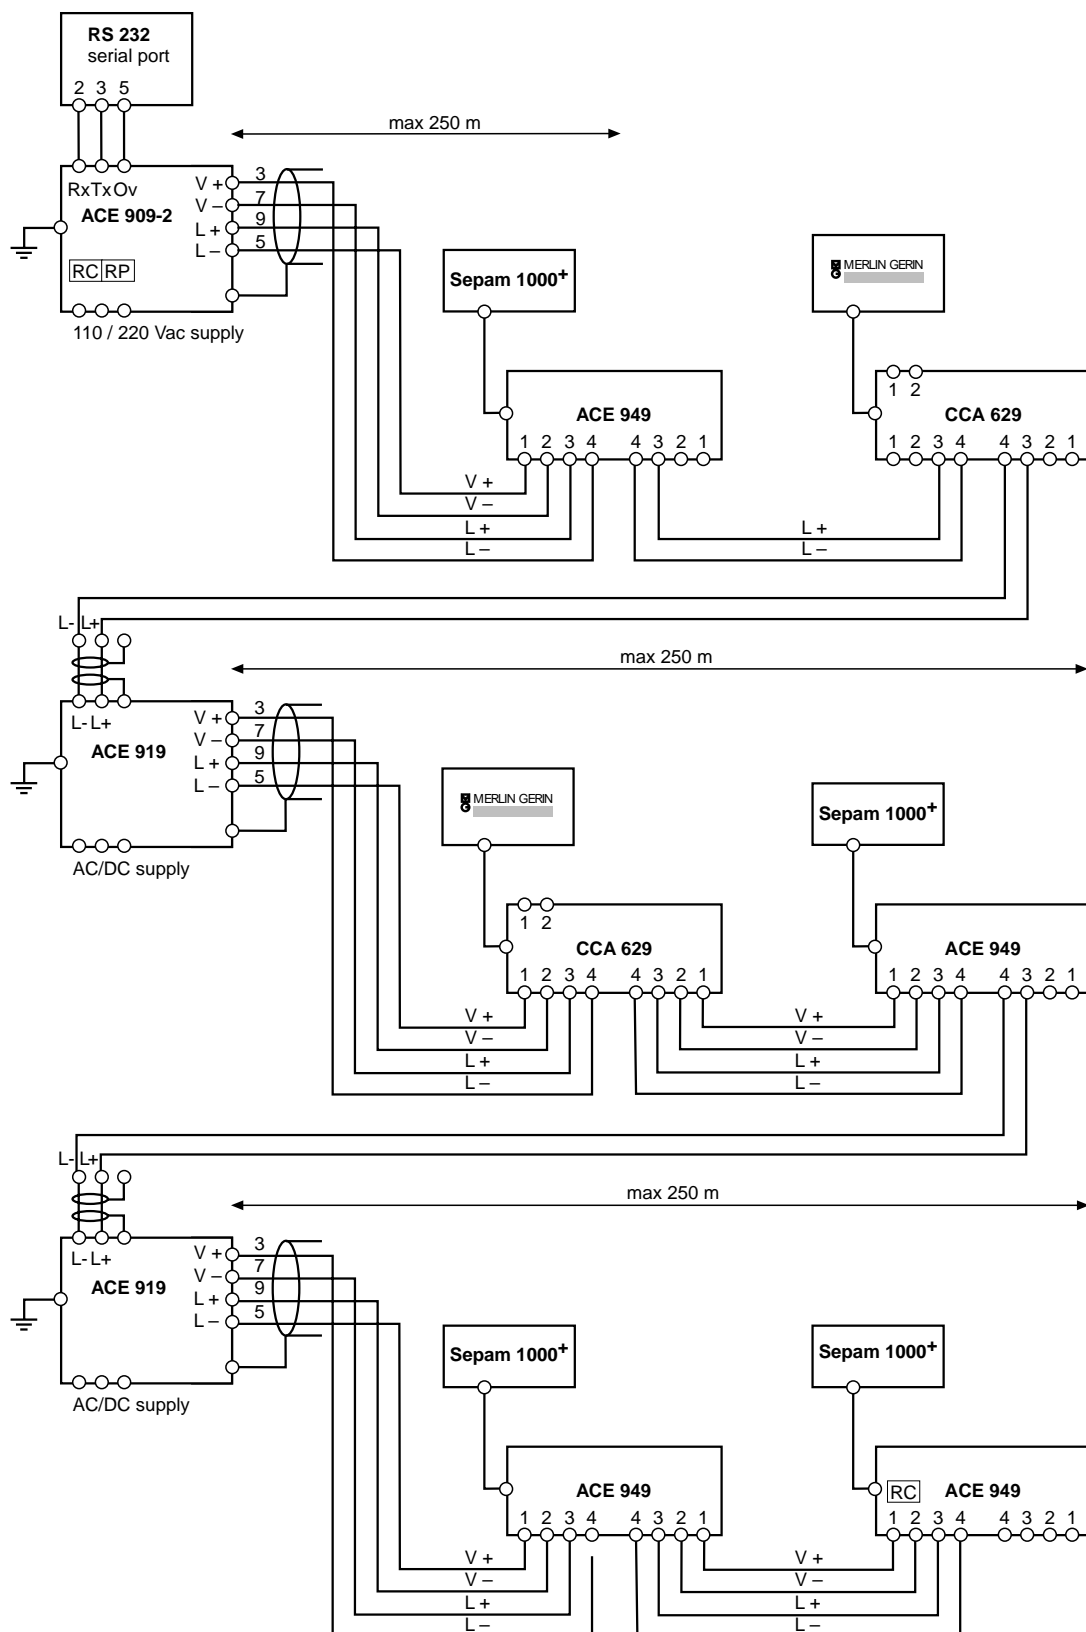 RS 232
serial port
2 3 5
max 250 m
RxTxOv
ACE 909-2
RC RP
V + 3
V – 7
L + 9
L – 5
110 / 220 Vac supply
Sepam 1000+
MERLIN GERIN
ACE 949
1 2 3 4 4 3 2 1
1 2
CCA 629
1 2 3 4 4 3 2 1
V +
V –
L +
L –
L +
L –
L- L+
max 250 m
L- L+
ACE 919
V + 3
V – 7
L + 9
L – 5
AC/DC supply
MERLIN GERIN
Sepam 1000+
1 2
CCA 629
1 2 3 4 4 3 2 1
ACE 949
1 2 3 4 4 3 2 1
V +
V –
L +
L –
V +
V –
L +
L –
L- L+
max 250 m
L- L+
ACE 919
V + 3
V – 7
L + 9
L – 5
AC/DC supply
Sepam 1000+
Sepam 1000+
ACE 949
1 2 3 4 4 3 2 1
RC ACE 949
1 2 3 4 4 3 2 1
V +
V –
L +
L –
V +
V –
L +
L –